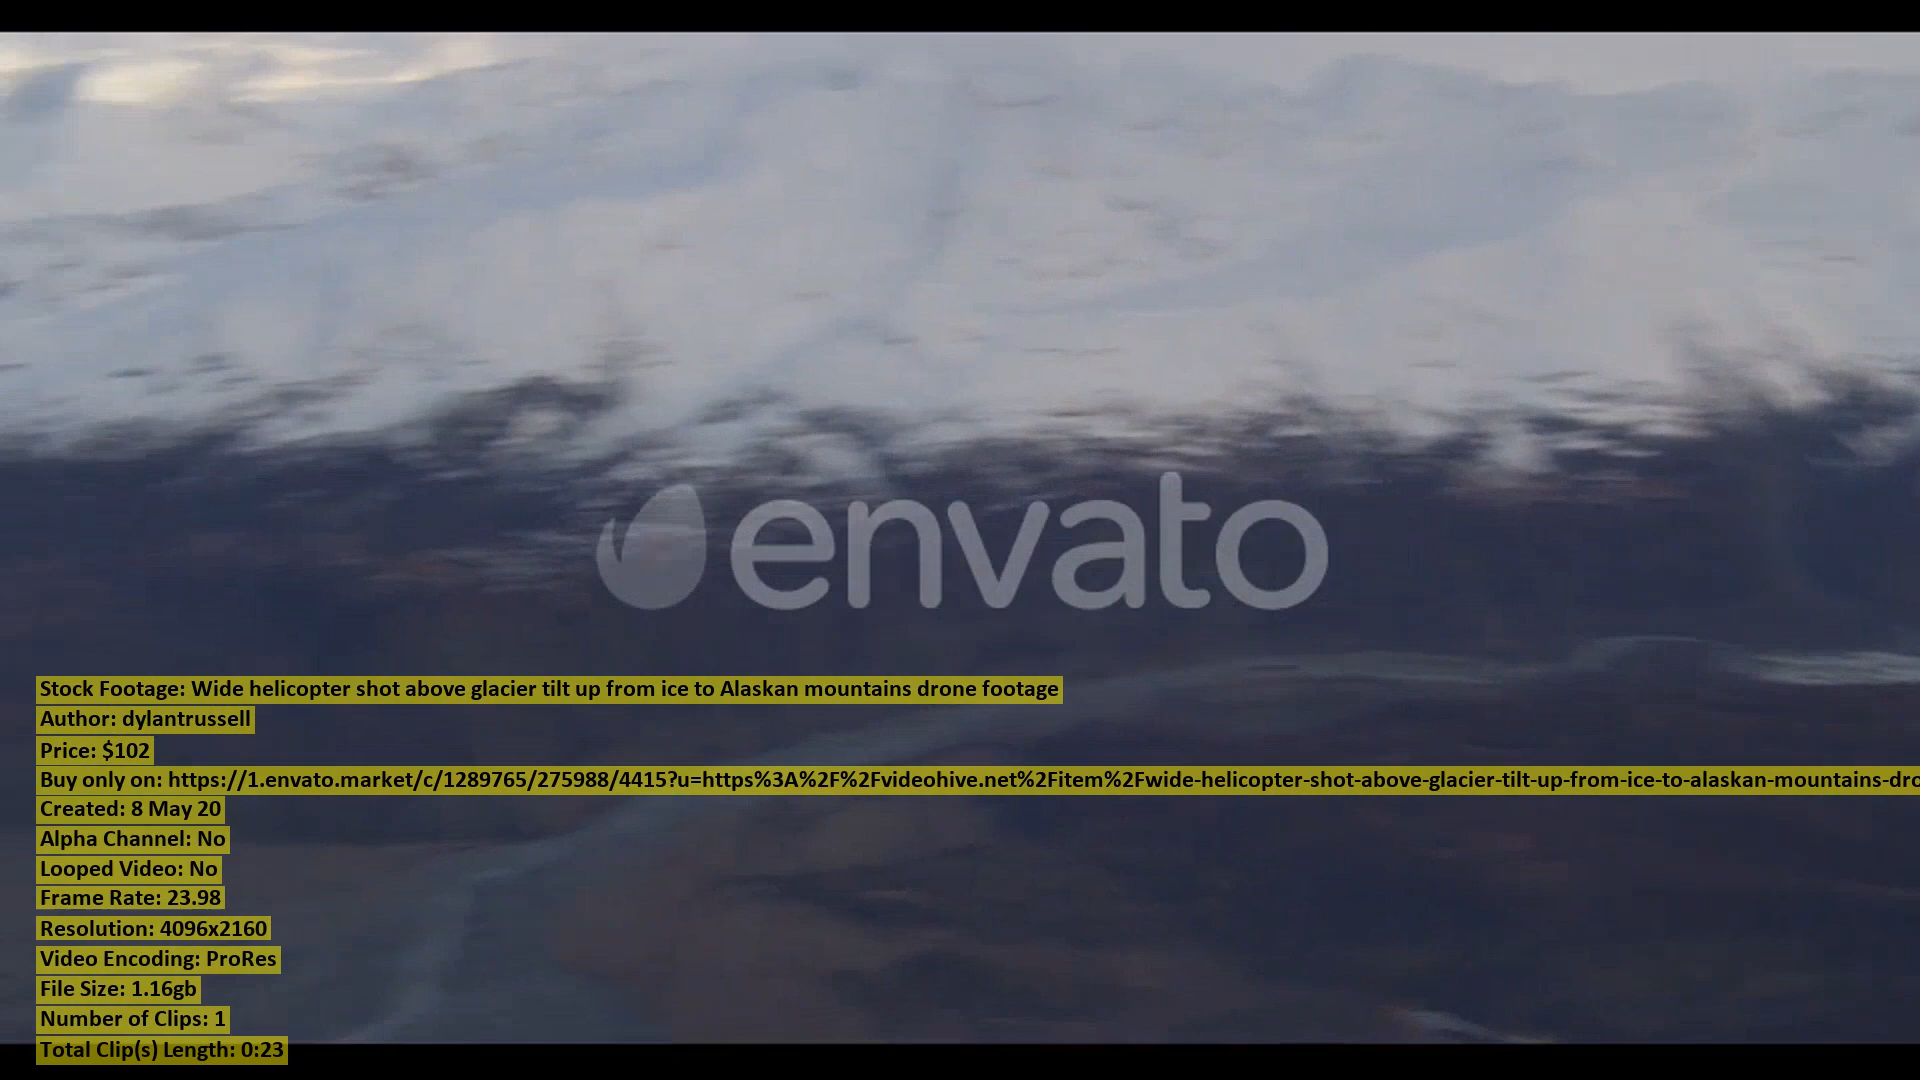 envato
Stock Footage: Wide helicopter shot above glacier tilt up from ice to Alaskan mountains drone footage
Author: dylantrussell
Price: $102
Buy only on: https://1.envato.market/c/1289765/275988/4415?u=https%3A%2F%2Fvideohive.net%2Fitem%2Fwide-helicopter-shot-above-glacier-tilt-up-from-ice-to-alaskan-mountains-dro
Created: 8 May 20
Alpha Channel: No
Looped Video: No
Frame Rate: 23.98
Resolution: 4096x2160
Video Encoding: ProRes
File Size: 1.16gb
Number of Clips: 1
Total Clip(s) Length: 0:23